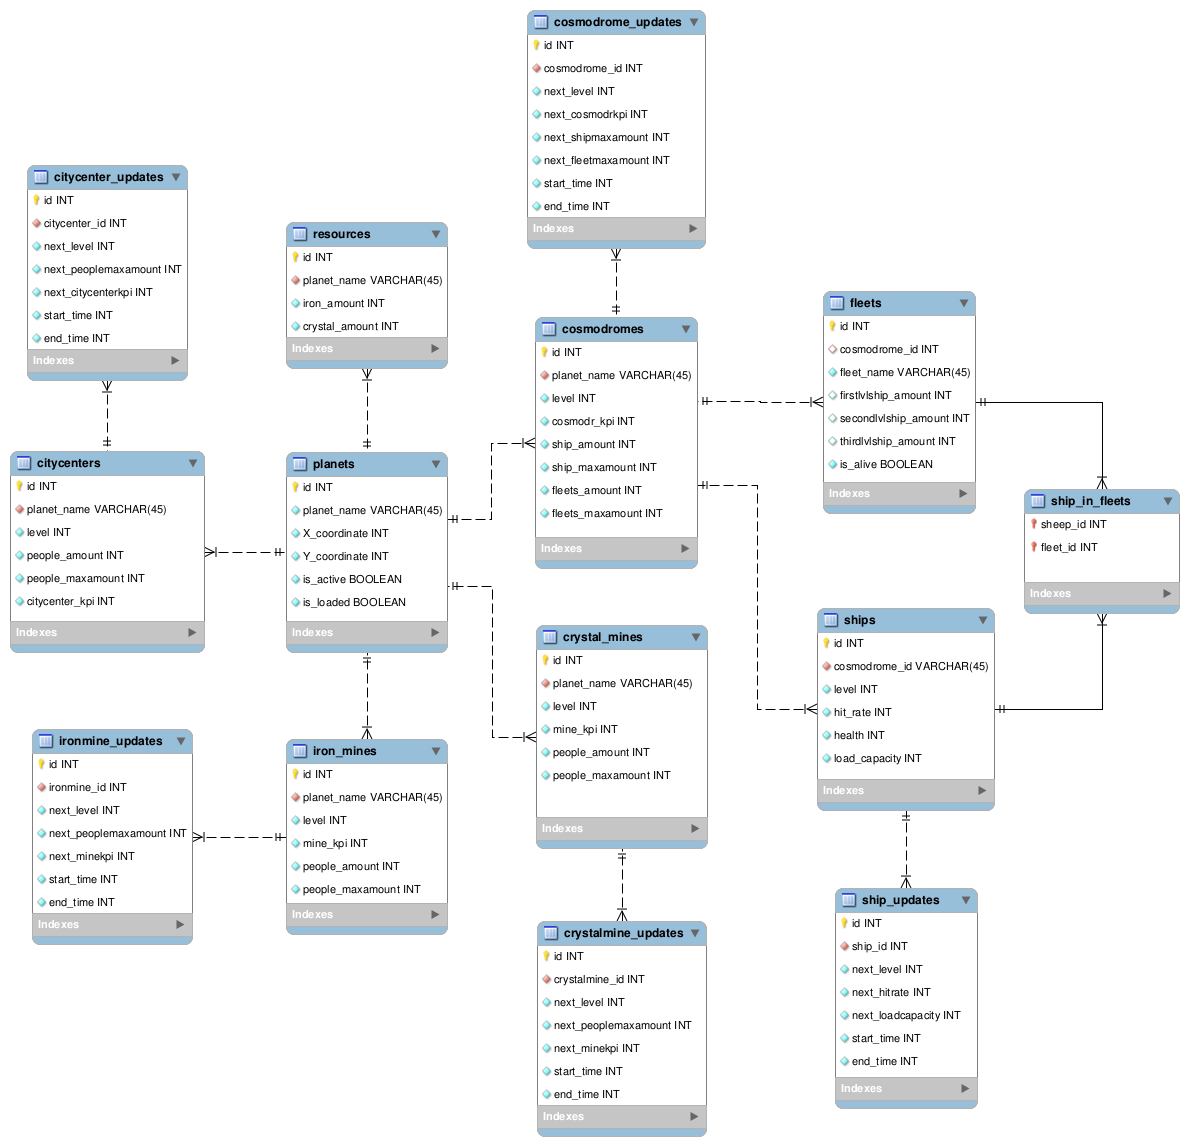 cosmodrome_updates
id INT
cosmodrome_id INT
next_level INT
next_cosmodrkpi INT
next_shipmaxamount INT
next_fleetmaxamount INT
start_time INT
end_time INT
Indexes
citycenter_updates
id INT
citycenter_id INT
next_level INT
next_peoplemaxamount INT
next_citycenterkpi INT
start_time INT
end_time INT
Indexes
resources
id INT
planet_name VARCHAR(45)
iron_amount INT
crystal_amount INT
Indexes
cosmodromes
id INT
planet_name VARCHAR(45)
level INT
cosmodr_kpi INT
ship_amount INT
ship_maxamount INT
fleets_amount INT
fleets_maxamount INT
Indexes
fleets
id INT
cosmodrome_id INT
fleet_name VARCHAR(45)
firstlvlship_amount INT
secondlvlship_amount INT
thirdlvlship_amount INT
is_alive BOOLEAN
Indexes
citycenters
id INT
planet_name VARCHAR(45)
level INT
people_amount INT
people_maxamount INT
citycenter_kpi INT
Indexes
planets
id INT
planet_name VARCHAR(45)
X_coordinate INT
Y_coordinate INT
is_active BOOLEAN
is_loaded BOOLEAN
Indexes
ship_in_fleets
sheep_id INT
fleet_id INT
Indexes
crystal_mines
id INT
planet_name VARCHAR(45)
level INT
mine_kpi INT
people_amount INT
people_maxamount INT
Indexes
ships
id INT
cosmodrome_id VARCHAR(45)
level INT
hit_rate INT
health INT
load_capacity INT
Indexes
ironmine_updates
id INT
ironmine_id INT
next_level INT
next_peoplemaxamount INT
next_minekpi INT
start_time INT
end_time INT
Indexes
iron_mines
id INT
planet_name VARCHAR(45)
level INT
mine_kpi INT
people_amount INT
people_maxamount INT
Indexes
crystalmine_updates
id INT
crystalmine_id INT
next_level INT
next_peoplemaxamount INT
next_minekpi INT
start_time INT
end_time INT
Indexes
ship_updates
id INT
ship_id INT
next_level INT
next_hitrate INT
next_loadcapacity INT
start_time INT
end_time INT
Indexes